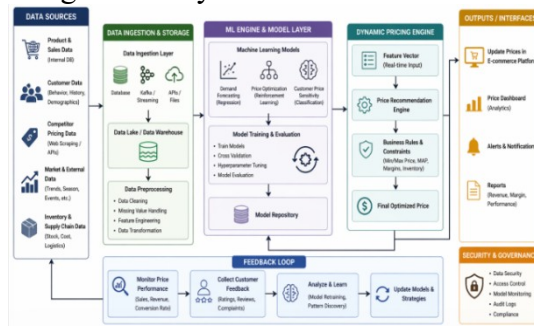 DATA SOURCES
Product &
Sales Data
(Internal DB)
Customer Data
(Behavior, History,
Demographics)
Competitor
Pricing Data
(Web Scraping /
APIs)
Market & External
Data
(Trends, Season,
Events, etc.)
Inventory &
Supply Chain Data
(Stock, Cost,
Logistics)
DATA INGESTION & STORAGE
Data Ingestion Layer
Database
Kafka /
Streaming
APIs /
Files
Data Lake / Data Warehouse
Data Preprocessing
• Data Cleaning
• Missing Value Handling
• Feature Engineering
• Data Transformation
ML ENGINE & MODEL LAYER
Machine Learning Models
Demand
Forecasting
(Regression)
Price Optimization
(Reinforcement
Learning)
Customer Price
Sensitivity
(Classification)
Model Training & Evaluation
• Train Models
• Cross Validation
• Hyperparameter Tuning
• Model Evaluation
Model Repository
DYNAMIC PRICING ENGINE
Feature Vector
(Real-time Input)
Price Recommendation
Engine
Business Rules &
Constraints
(Min/Max Price, MAP,
Margins, Inventory)
Final Optimized Price
OUTPUTS / INTERFACES
Update Prices in
E-commerce Platform
Price Dashboard
(Analytics)
Alerts & Notification
Reports
(Revenue, Margin,
Performance)
FEEDBACK LOOP
Monitor Price
Performance
(Sales, Revenue,
Conversion Rate)
Collect Customer
Feedback
(Ratings, Reviews,
Complaints)
Analyze & Learn
(Model Retraining,
Pattern Discovery)
Update Models &
Strategies
SECURITY & GOVERNANCE
• Data Security
• Access Control
• Model Monitoring
• Audit Logs
• Compliance